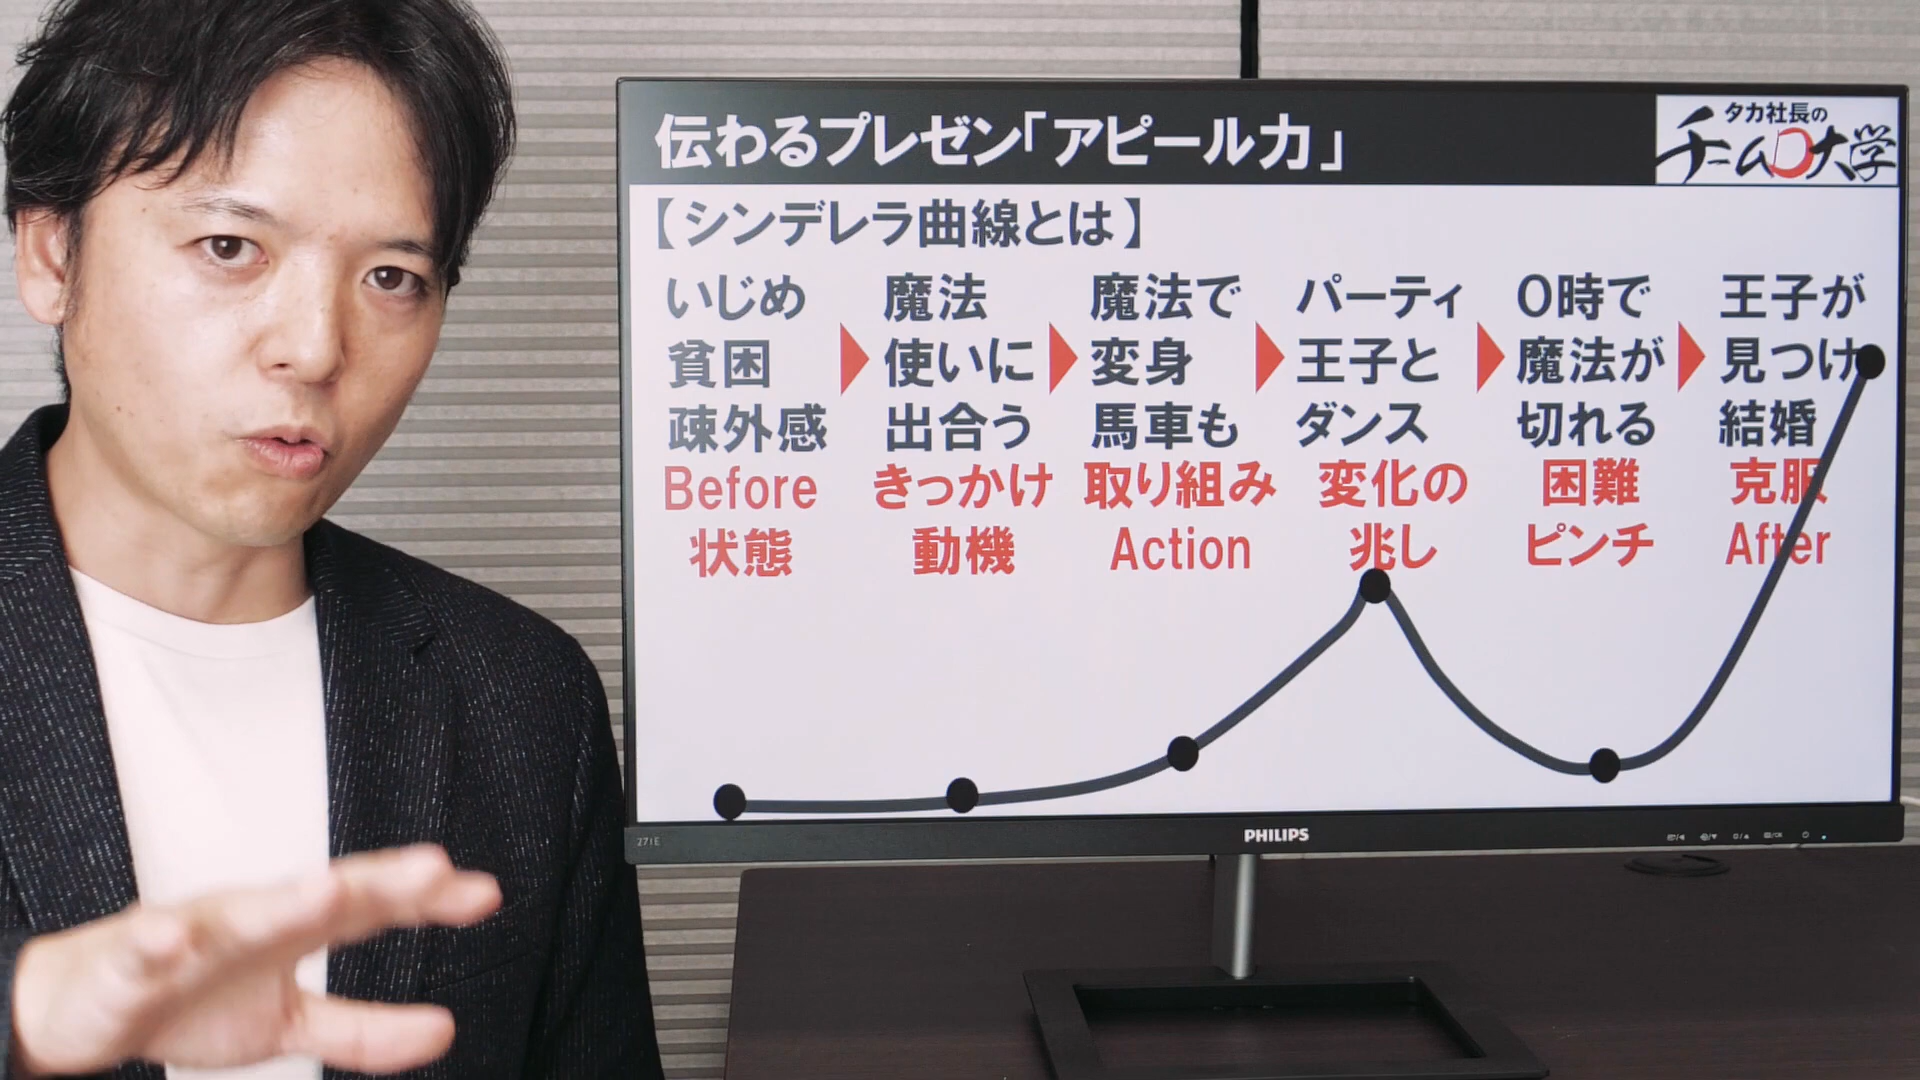 伝わるプレゼン「アピール力」
タカ社長の
チームD大学
【シンデレラ曲線とは】
いじめ
貧困
疎外感
Before
状態
魔法
使いに
出合う
きっかけ
動機
魔法で
変身
馬車も
取り組み
Action
パーティ
王子と
ダンス
変化の
兆し
0時で
魔法が
切れる
困難
ピンチ
王子が
見つけ
結婚
克服
After
271E
PHILIPS